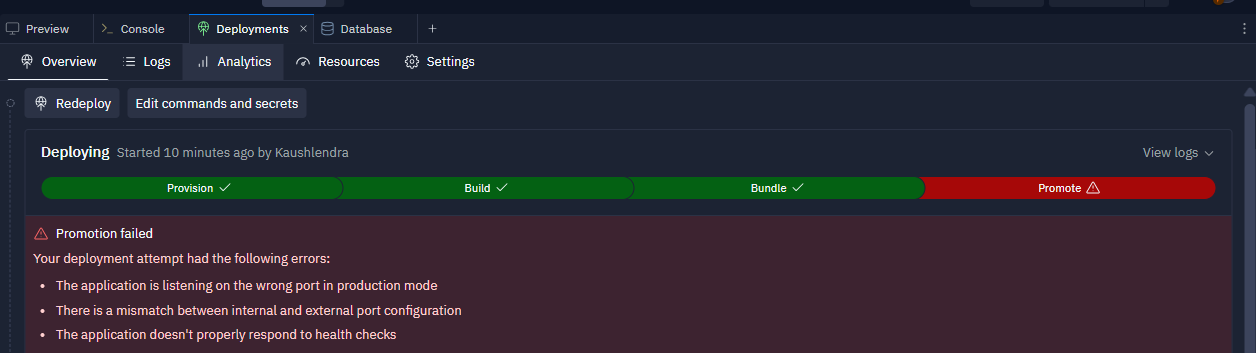 Preview Console Deployments Database
Overview Logs Analytics Resources Settings
Redeploy Edit commands and secrets
Deploying Started 10 minutes ago by Kaushlendra View logs
Provision Build Bundle Promote
Promotion failed
Your deployment attempt had the following errors:
• The application is listening on the wrong port in production mode
• There is a mismatch between internal and external port configuration
• The application doesn't properly respond to health checks